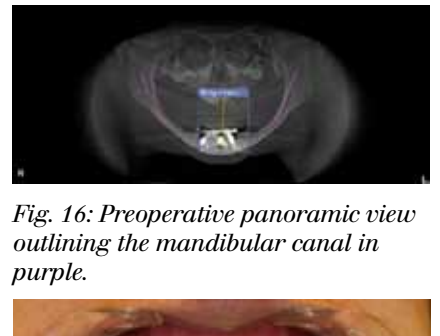 Fig. 16: Preoperative panoramic view
outlining the mandibular canal in
purple.